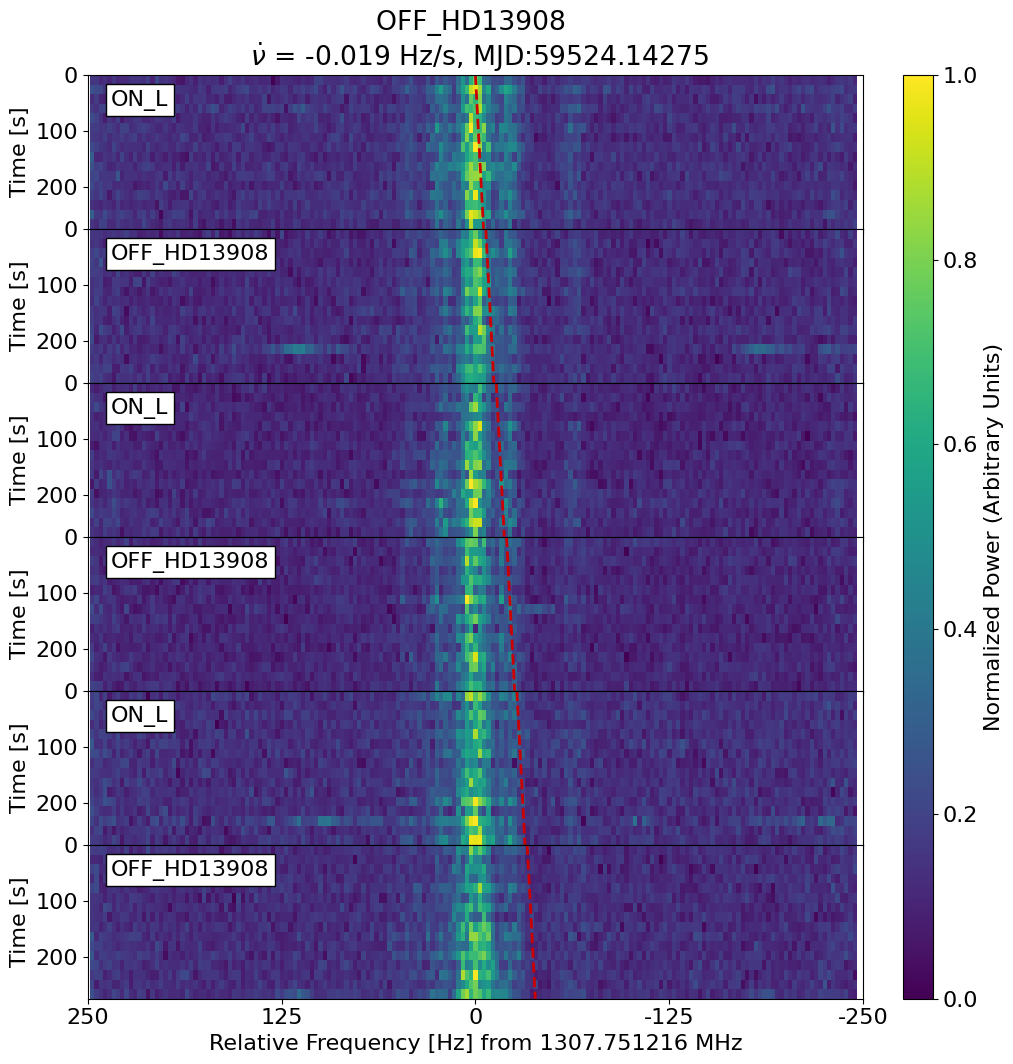 OFF_HD13908
ν̇ = -0.019 Hz/s, MJD:59524.14275
0
ON_L
100
200
Time [s]
0
OFF_HD13908
100
200
Time [s]
0
ON_L
100
200
Time [s]
0
OFF_HD13908
100
200
Time [s]
0
ON_L
100
200
Time [s]
0
OFF_HD13908
100
200
Time [s]
250 125 0 -125 -250
Relative Frequency [Hz] from 1307.751216 MHz
1.0
0.8
0.6
0.4
0.2
0.0
Normalized Power (Arbitrary Units)